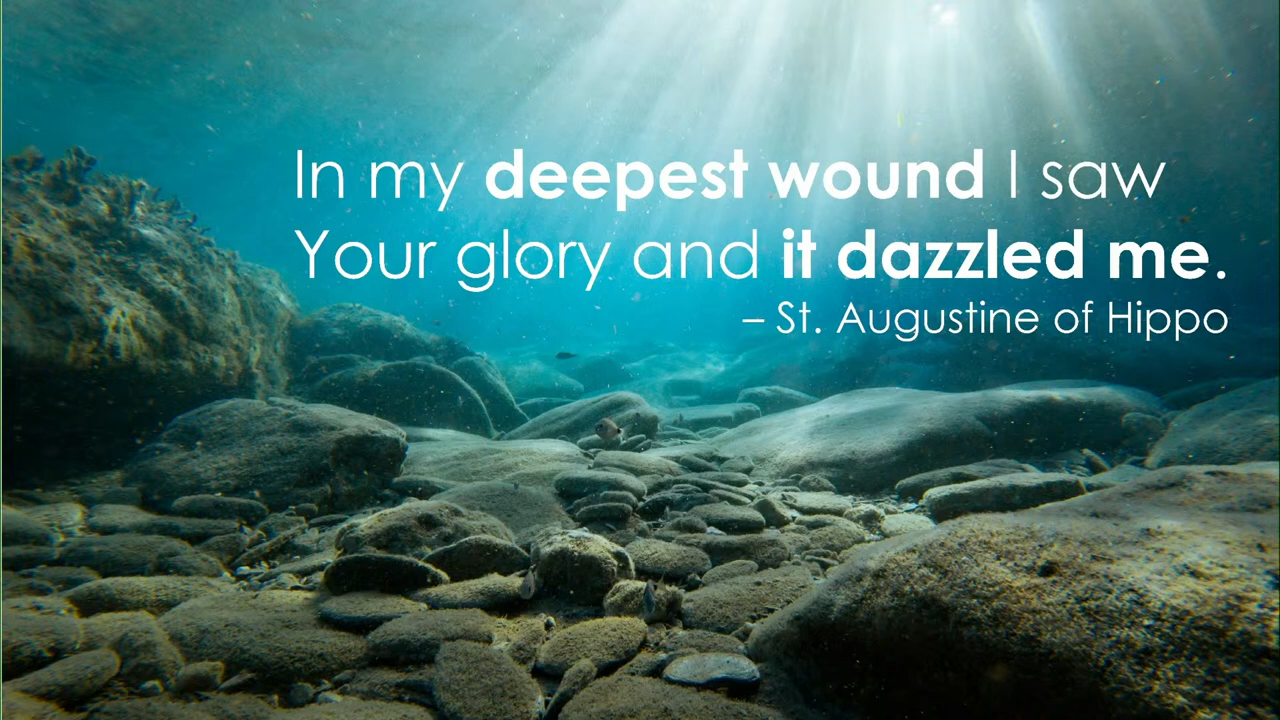 In my deepest wound I saw
Your glory and it dazzled me.
– St. Augustine of Hippo